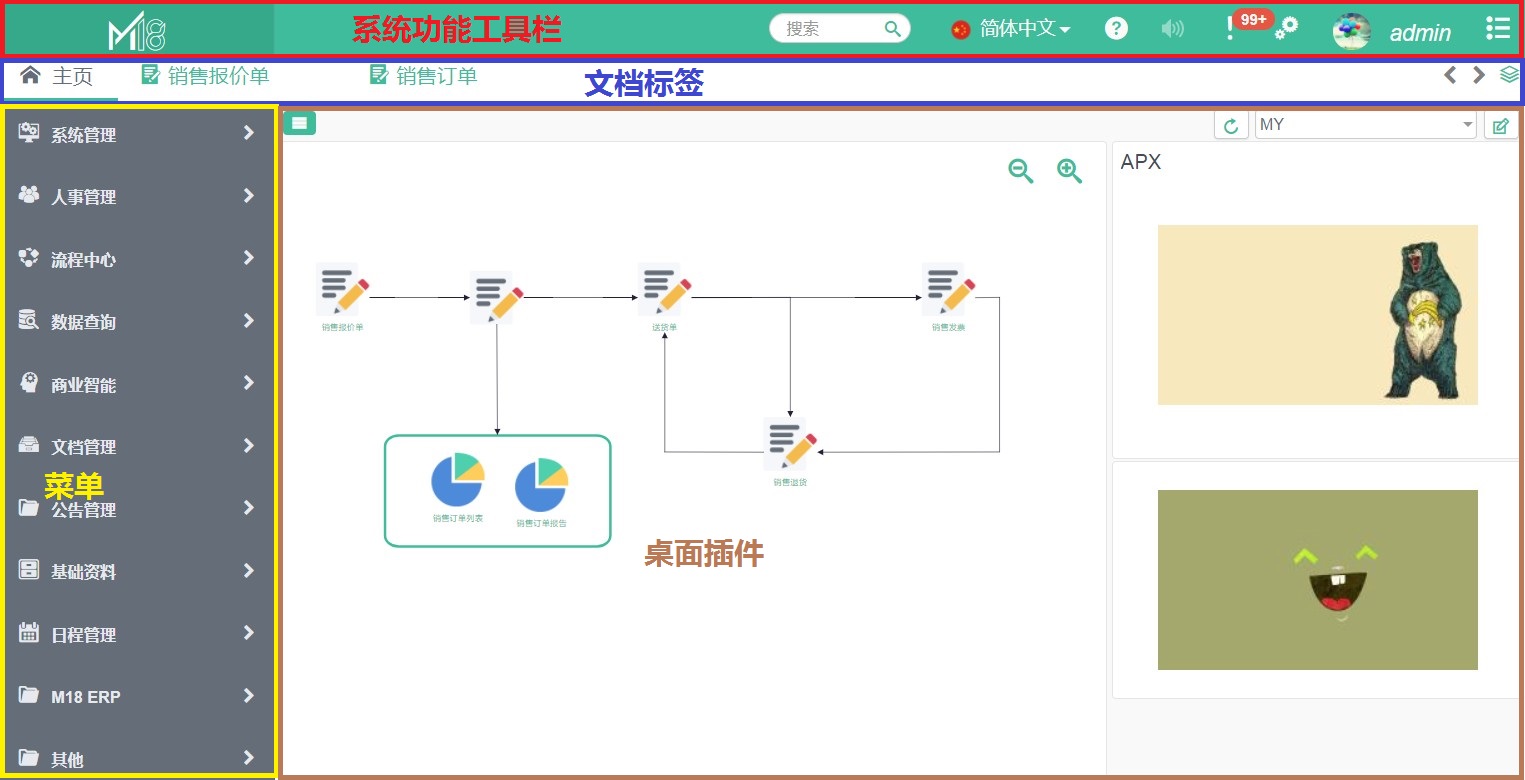 M18
系统功能工具栏
搜索
简体中文
?
!
99+
admin
主页
销售报价单
销售订单
文档标签
系统管理
人事管理
流程中心
数据查询
商业智能
文档管理
菜单
公告管理
基础资料
日程管理
M18 ERP
其他
MY
APX
销售报价单
送货单
销售发票
销售退货
销售订单列表
销售订单报告
桌面插件